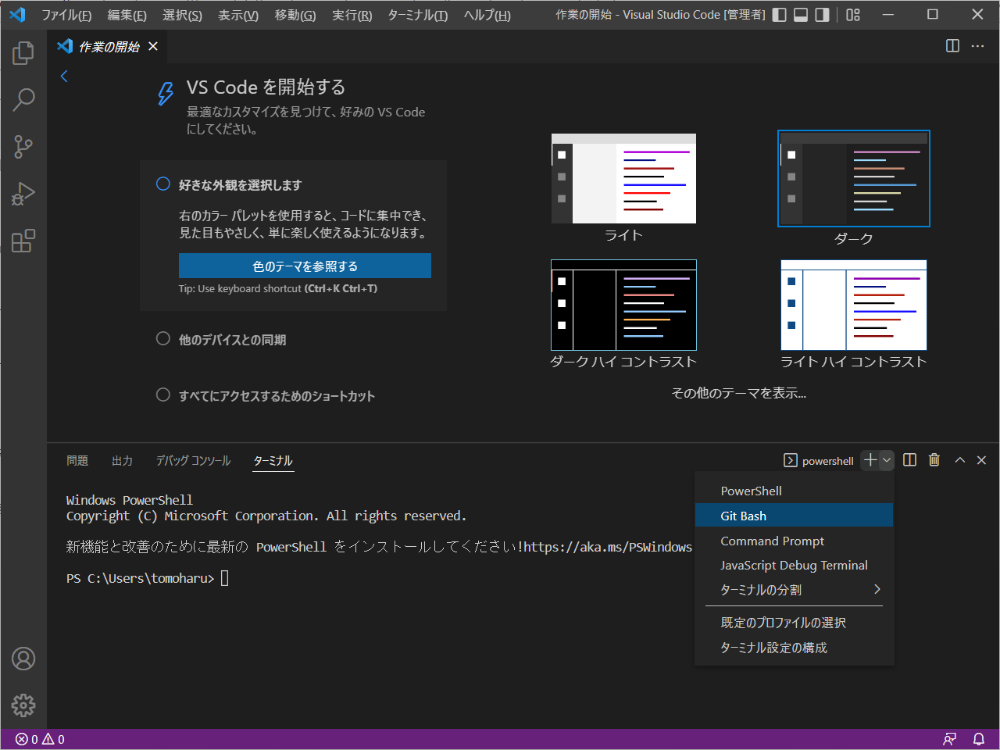 ファイル(F) 編集(E) 選択(S) 表示(V) 移動(G) 実行(R) ターミナル(T) ヘルプ(H) 作業の開始 - Visual Studio Code [管理者]
作業の開始
VS Code を開始する
最適なカスタマイズを見つけて、好みの VS Code
にしてください。
好きな外観を選択します
右のカラー パレットを使用すると、コードに集中でき、
見た目もやさしく、単に楽しく使えるようになります。
色のテーマを参照する
Tip: Use keyboard shortcut (Ctrl+K Ctrl+T)
他のデバイスとの同期
すべてにアクセスするためのショートカット
ライト
ダーク
ダーク ハイ コントラスト
ライト ハイ コントラスト
その他のテーマを表示...
問題 出力 デバッグ コンソール ターミナル
powershell
Windows PowerShell
Copyright (C) Microsoft Corporation. All rights reserved.
新機能と改善のために最新の PowerShell をインストールしてください!https://aka.ms/PSWindows
PS C:\Users\tomoharu>
PowerShell
Git Bash
Command Prompt
JavaScript Debug Terminal
ターミナルの分割
既定のプロファイルの選択
ターミナル設定の構成
0 0